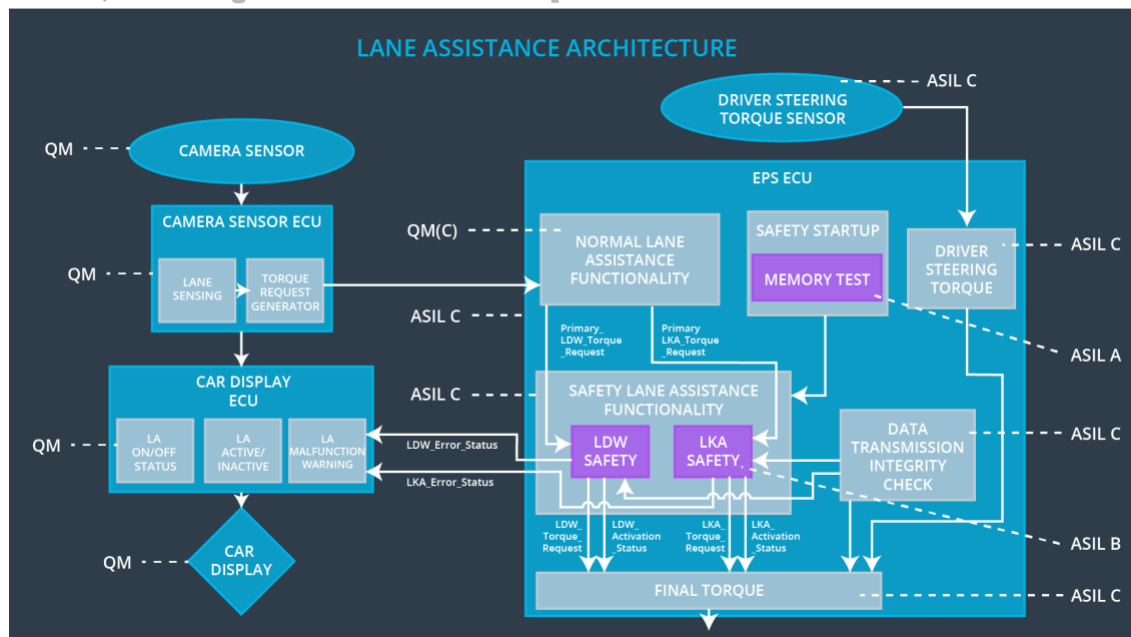 LANE ASSISTANCE ARCHITECTURE
ASIL C
DRIVER STEERING
TORQUE SENSOR
QM
CAMERA SENSOR
EPS ECU
CAMERA SENSOR ECU
QM(C)
NORMAL LANE
ASSISTANCE
FUNCTIONALITY
SAFETY STARTUP
MEMORY TEST
DRIVER
STEERING
TORQUE
ASIL C
QM
LANE
SENSING
TORQUE
REQUEST
GENERATOR
ASIL C
Primary_
LDW_Torque
_Request
Primary
LKA_Torque
_Request
ASIL A
CAR DISPLAY
ECU
ASIL C
SAFETY LANE ASSISTANCE
FUNCTIONALITY
QM
LA
ON/OFF
STATUS
LA
ACTIVE/
INACTIVE
LA
MALFUNCTION
WARNING
LDW_Error_Status
LKA_Error_Status
LDW
SAFETY
LKA
SAFETY
DATA
TRANSMISSION
INTEGRITY
CHECK
ASIL C
LDW_
Torque_
Request
LDW_
Activation
_Status
LKA_
Torque_
Request
LKA_
Activation
_Status
ASIL B
QM
CAR
DISPLAY
FINAL TORQUE
ASIL C